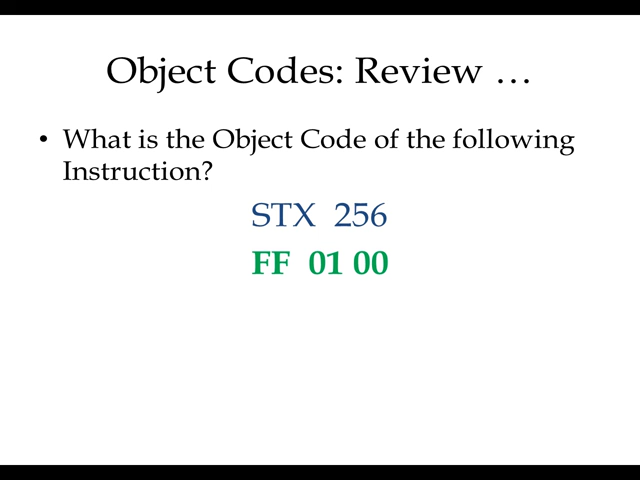 Object Codes: Review …
• What is the Object Code of the following
Instruction?
STX 256
FF 01 00